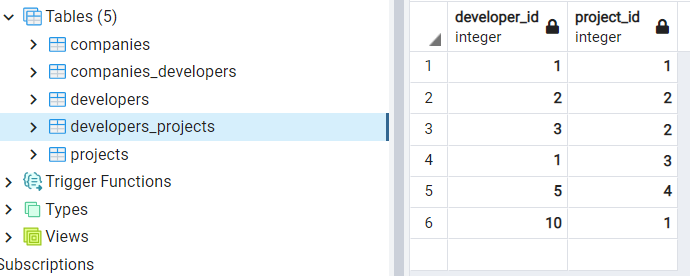 Tables (5)
companies
companies_developers
developers
developers_projects
projects
Trigger Functions
Types
Views
Subscriptions
developer_id project_id
integer integer
1 1 1
2 2 2
3 3 2
4 1 3
5 5 4
6 10 1